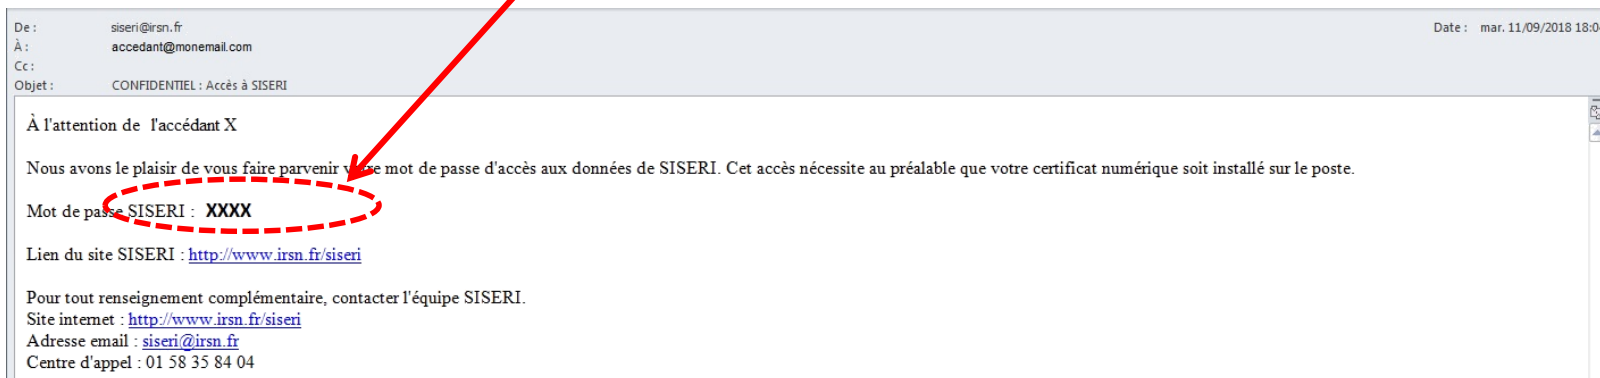 De : siseri@irsn.fr Date : mar. 11/09/2018 18:0
À : accedant@monemail.com
Cc :
Objet : CONFIDENTIEL : Accès à SISERI
À l'attention de l'accédant X
Nous avons le plaisir de vous faire parvenir votre mot de passe d'accès aux données de SISERI. Cet accès nécessite au préalable que votre certificat numérique soit installé sur le poste.
Mot de passe SISERI : XXXX
Lien du site SISERI : http://www.irsn.fr/siseri
Pour tout renseignement complémentaire, contacter l'équipe SISERI.
Site internet : http://www.irsn.fr/siseri
Adresse email : siseri@irsn.fr
Centre d'appel : 01 58 35 84 04